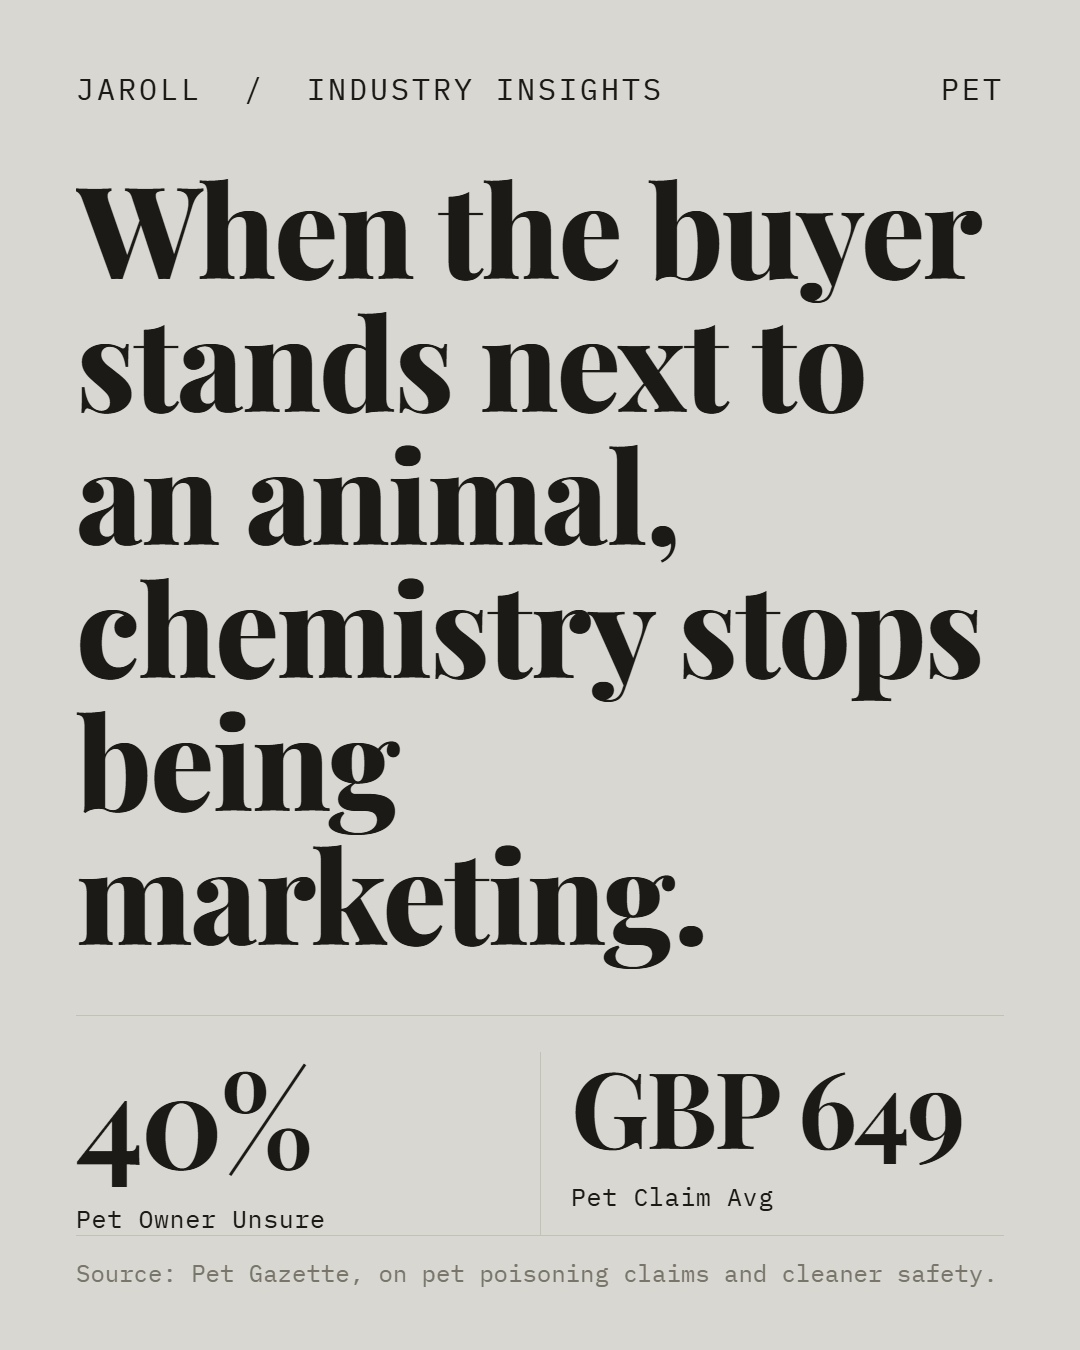 JAROLL / INDUSTRY INSIGHTS PET
When the buyer
stands next to
an animal,
chemistry stops
being
marketing.
40% GBP 649
Pet Owner Unsure Pet Claim Avg
Source: Pet Gazette, on pet poisoning claims and cleaner safety.